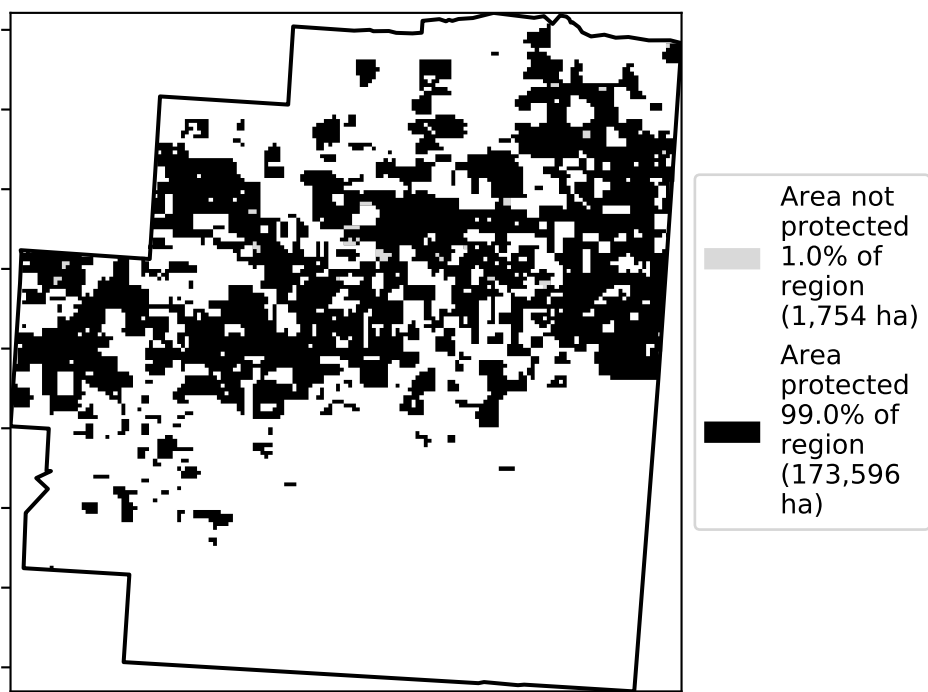 Area not
protected
1.0% of
region
(1,754 ha)
Area
protected
99.0% of
region
(173,596
ha)